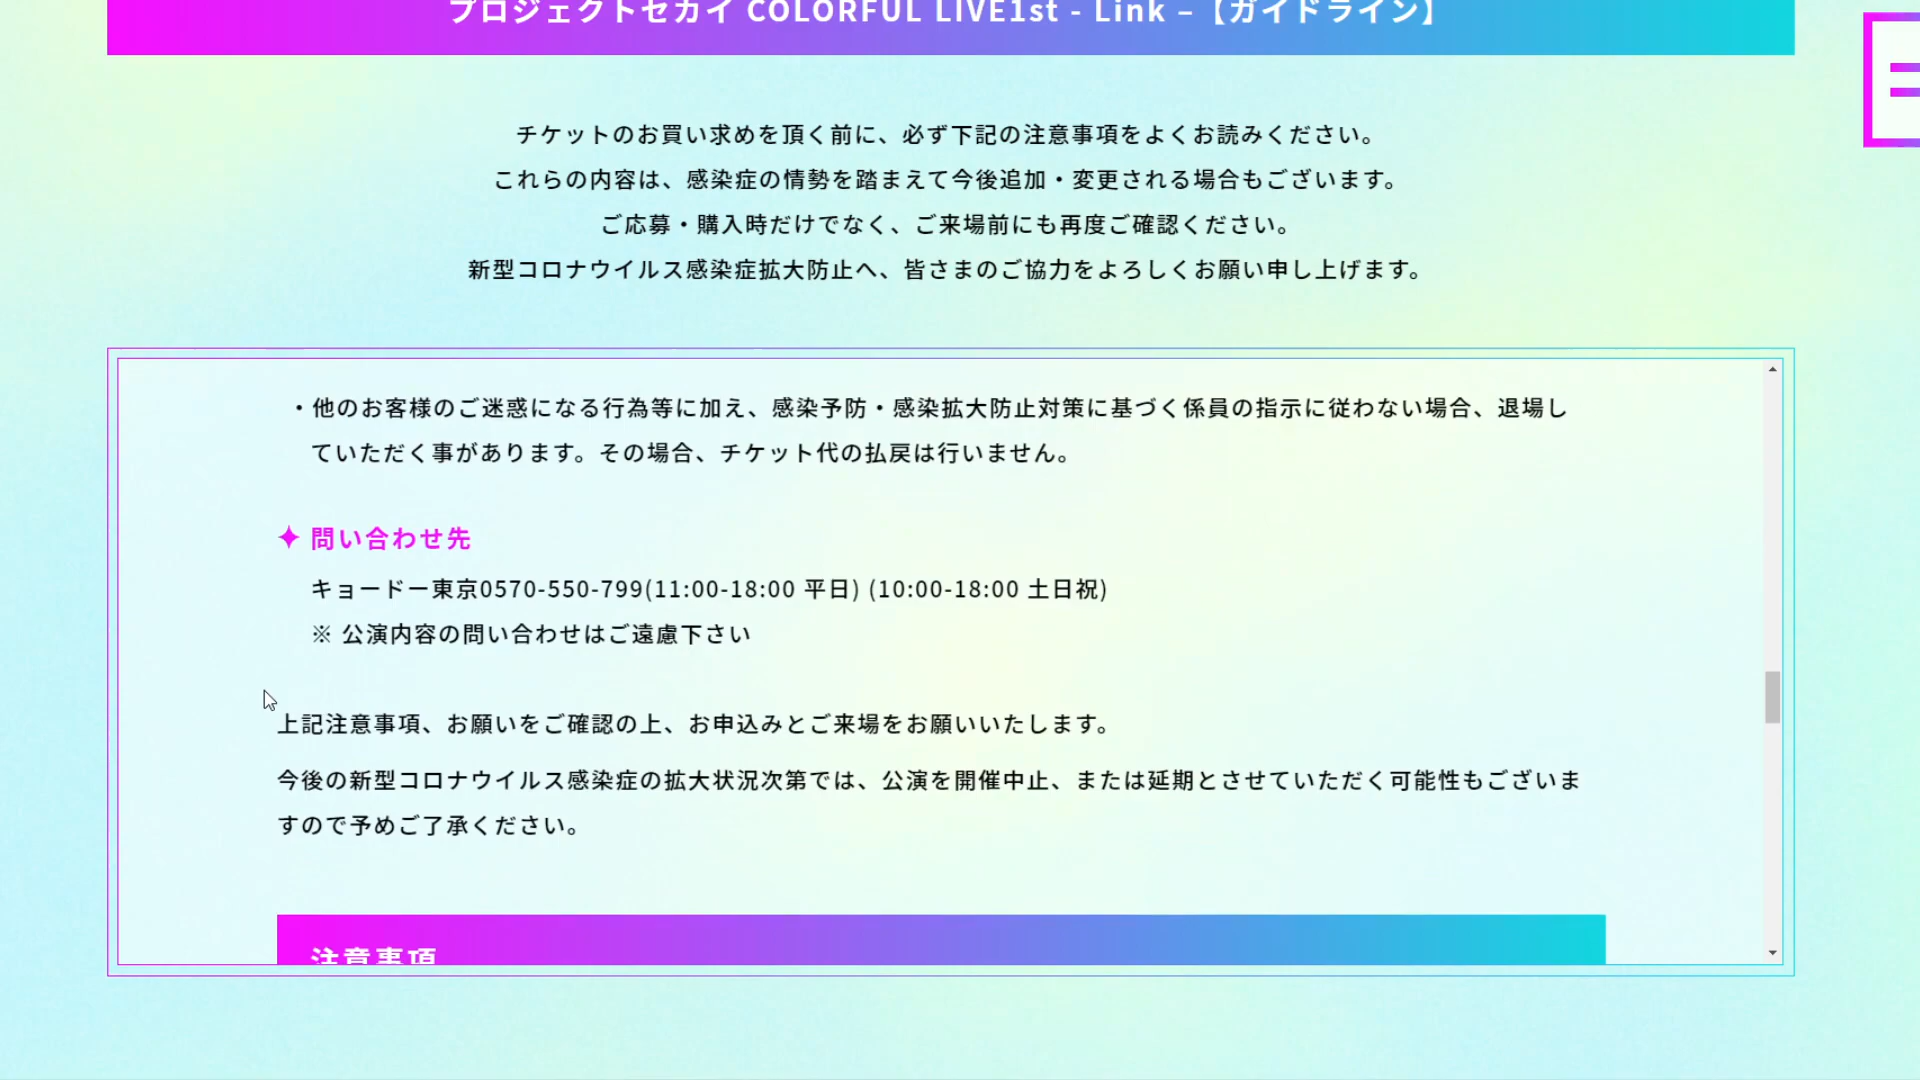 プロジェクトセカイ COLORFUL LIVE1st - Link –【ガイドライン】
チケットのお買い求めを頂く前に、必ず下記の注意事項をよくお読みください。
これらの内容は、感染症の情勢を踏まえて今後追加・変更される場合もございます。
ご応募・購入時だけでなく、ご来場前にも再度ご確認ください。
新型コロナウイルス感染症拡大防止へ、皆さまのご協力をよろしくお願い申し上げます。
・他のお客様のご迷惑になる行為等に加え、感染予防・感染拡大防止対策に基づく係員の指示に従わない場合、退場し
ていただく事があります。その場合、チケット代の払戻は行いません。
✦ 問い合わせ先
キョードー東京0570-550-799(11:00-18:00 平日) (10:00-18:00 土日祝)
※ 公演内容の問い合わせはご遠慮下さい
上記注意事項、お願いをご確認の上、お申込みとご来場をお願いいたします。
今後の新型コロナウイルス感染症の拡大状況次第では、公演を開催中止、または延期とさせていただく可能性もございま
すので予めご了承ください。
注意事項